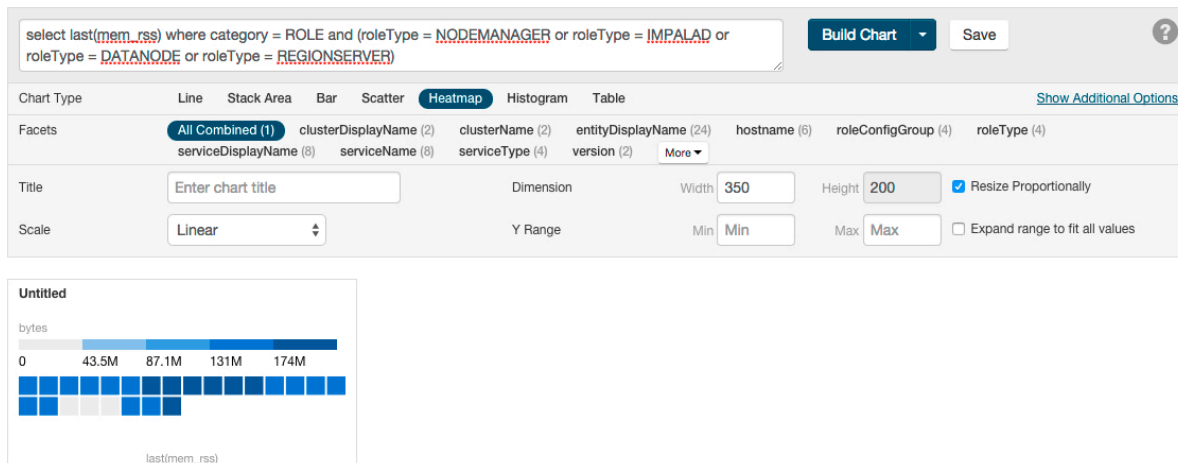 select last(mem_rss) where category = ROLE and (roleType = NODEMANAGER or roleType = IMPALAD or
roleType = DATANODE or roleType = REGIONSERVER)
Build Chart
Save
?
Chart Type
Line Stack Area Bar Scatter Heatmap Histogram Table
Show Additional Options
Facets
All Combined (1) clusterDisplayName (2) clusterName (2) entityDisplayName (24) hostname (6) roleConfigGroup (4) roleType (4)
serviceDisplayName (8) serviceName (8) serviceType (4) version (2) More
Title Enter chart title Dimension Width 350 Height 200 Resize Proportionally
Scale Linear Y Range Min Min Max Max Expand range to fit all values
Untitled
bytes
0 43.5M 87.1M 131M 174M
last(mem_rss)